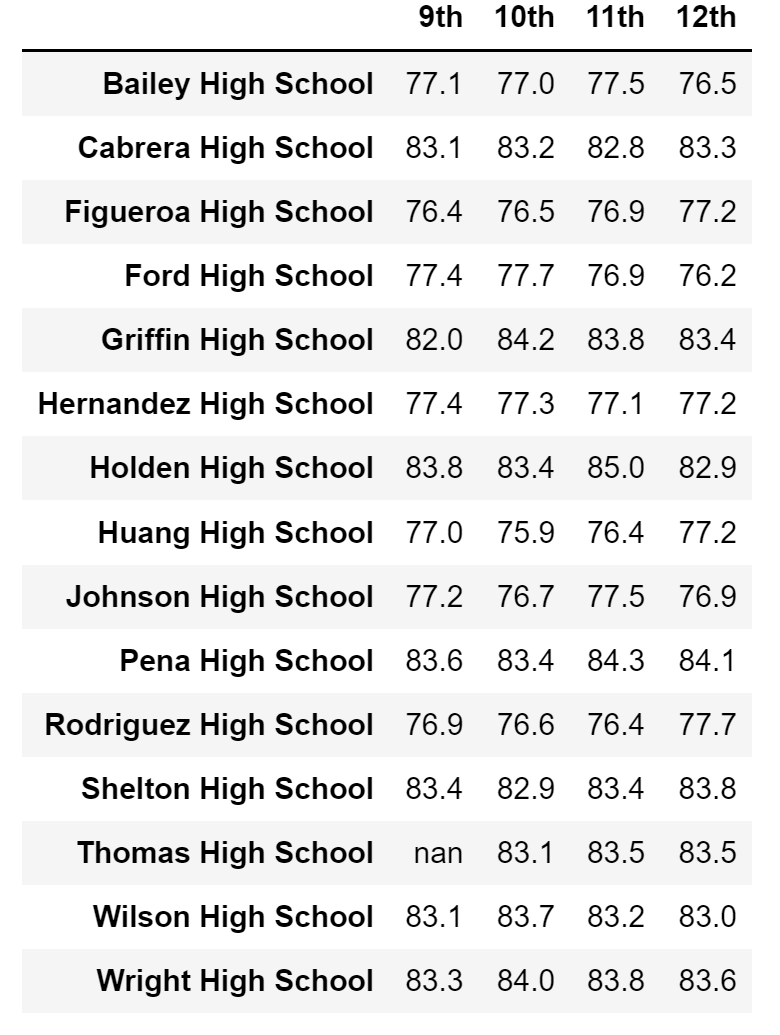 9th 10th 11th 12th
Bailey High School 77.1 77.0 77.5 76.5
Cabrera High School 83.1 83.2 82.8 83.3
Figueroa High School 76.4 76.5 76.9 77.2
Ford High School 77.4 77.7 76.9 76.2
Griffin High School 82.0 84.2 83.8 83.4
Hernandez High School 77.4 77.3 77.1 77.2
Holden High School 83.8 83.4 85.0 82.9
Huang High School 77.0 75.9 76.4 77.2
Johnson High School 77.2 76.7 77.5 76.9
Pena High School 83.6 83.4 84.3 84.1
Rodriguez High School 76.9 76.6 76.4 77.7
Shelton High School 83.4 82.9 83.4 83.8
Thomas High School nan 83.1 83.5 83.5
Wilson High School 83.1 83.7 83.2 83.0
Wright High School 83.3 84.0 83.8 83.6